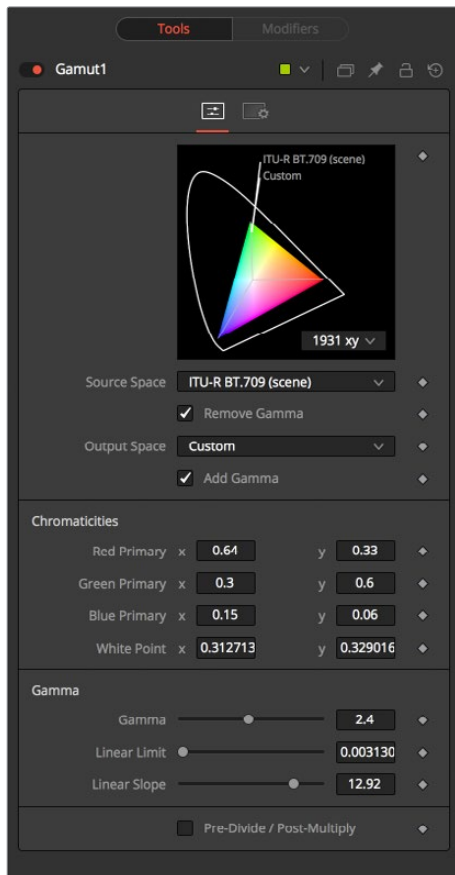 Tools Modifiers
Gamut1
ITU-R BT.709 (scene)
Custom
1931 xy
Source Space ITU-R BT.709 (scene)
Remove Gamma
Output Space Custom
Add Gamma
Chromaticities
Red Primary x 0.64 y 0.33
Green Primary x 0.3 y 0.6
Blue Primary x 0.15 y 0.06
White Point x 0.312713 y 0.329016
Gamma
Gamma 2.4
Linear Limit 0.003130
Linear Slope 12.92
Pre-Divide / Post-Multiply